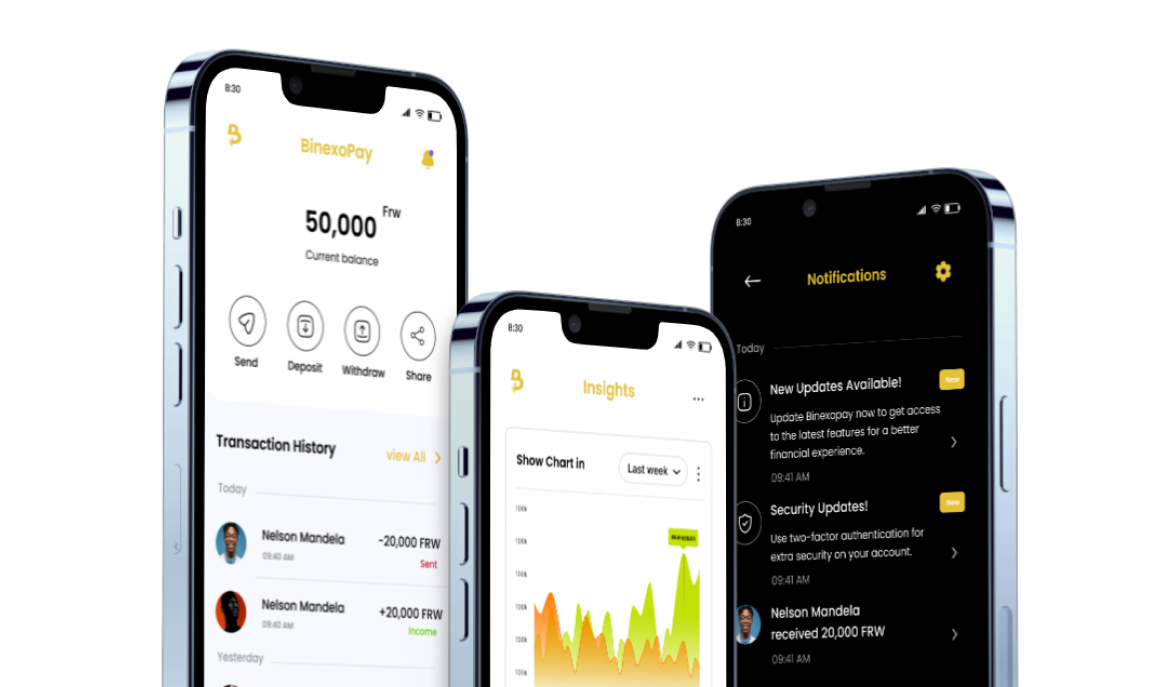 8:30
BinexoPay
50,000 Frw
Current balance
Send Deposit Withdraw Share
Transaction History view All
Today
Nelson Mandela -20,000 FRW
09:40 AM Sent
Nelson Mandela +20,000 FRW
09:40 AM Income
Yesterday
8:30
Insights
Show Chart in Last week
100k
100k
100k
100k
100k
100k
8:30
Notifications
Today
New Updates Available! New
Update Binexopay now to get access
to the latest features for a better
financial experience.
09:41 AM
Security Updates! New
Use two-factor authentication for
extra security on your account.
09:41 AM
Nelson Mandela
received 20,000 FRW
09:41 AM